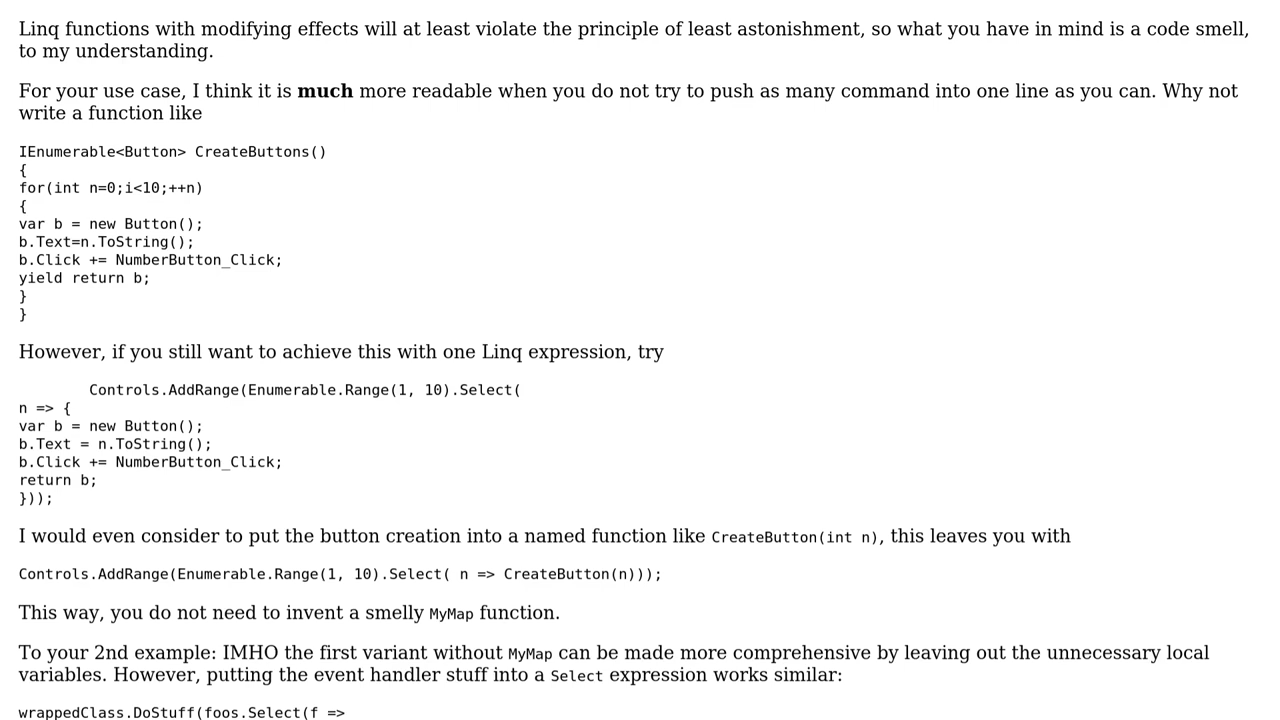 Linq functions with modifying effects will at least violate the principle of least astonishment, so what you have in mind is a code smell,
to my understanding.
For your use case, I think it is much more readable when you do not try to push as many command into one line as you can. Why not
write a function like
IEnumerable<Button> CreateButtons()
{
for(int n=0;i<10;++n)
{
var b = new Button();
b.Text=n.ToString();
b.Click += NumberButton_Click;
yield return b;
}
}
However, if you still want to achieve this with one Linq expression, try
        Controls.AddRange(Enumerable.Range(1, 10).Select(
n => {
var b = new Button();
b.Text = n.ToString();
b.Click += NumberButton_Click;
return b;
}));
I would even consider to put the button creation into a named function like CreateButton(int n), this leaves you with
Controls.AddRange(Enumerable.Range(1, 10).Select( n => CreateButton(n)));
This way, you do not need to invent a smelly MyMap function.
To your 2nd example: IMHO the first variant without MyMap can be made more comprehensive by leaving out the unnecessary local
variables. However, putting the event handler stuff into a Select expression works similar:
wrappedClass.DoStuff(foos.Select(f =>